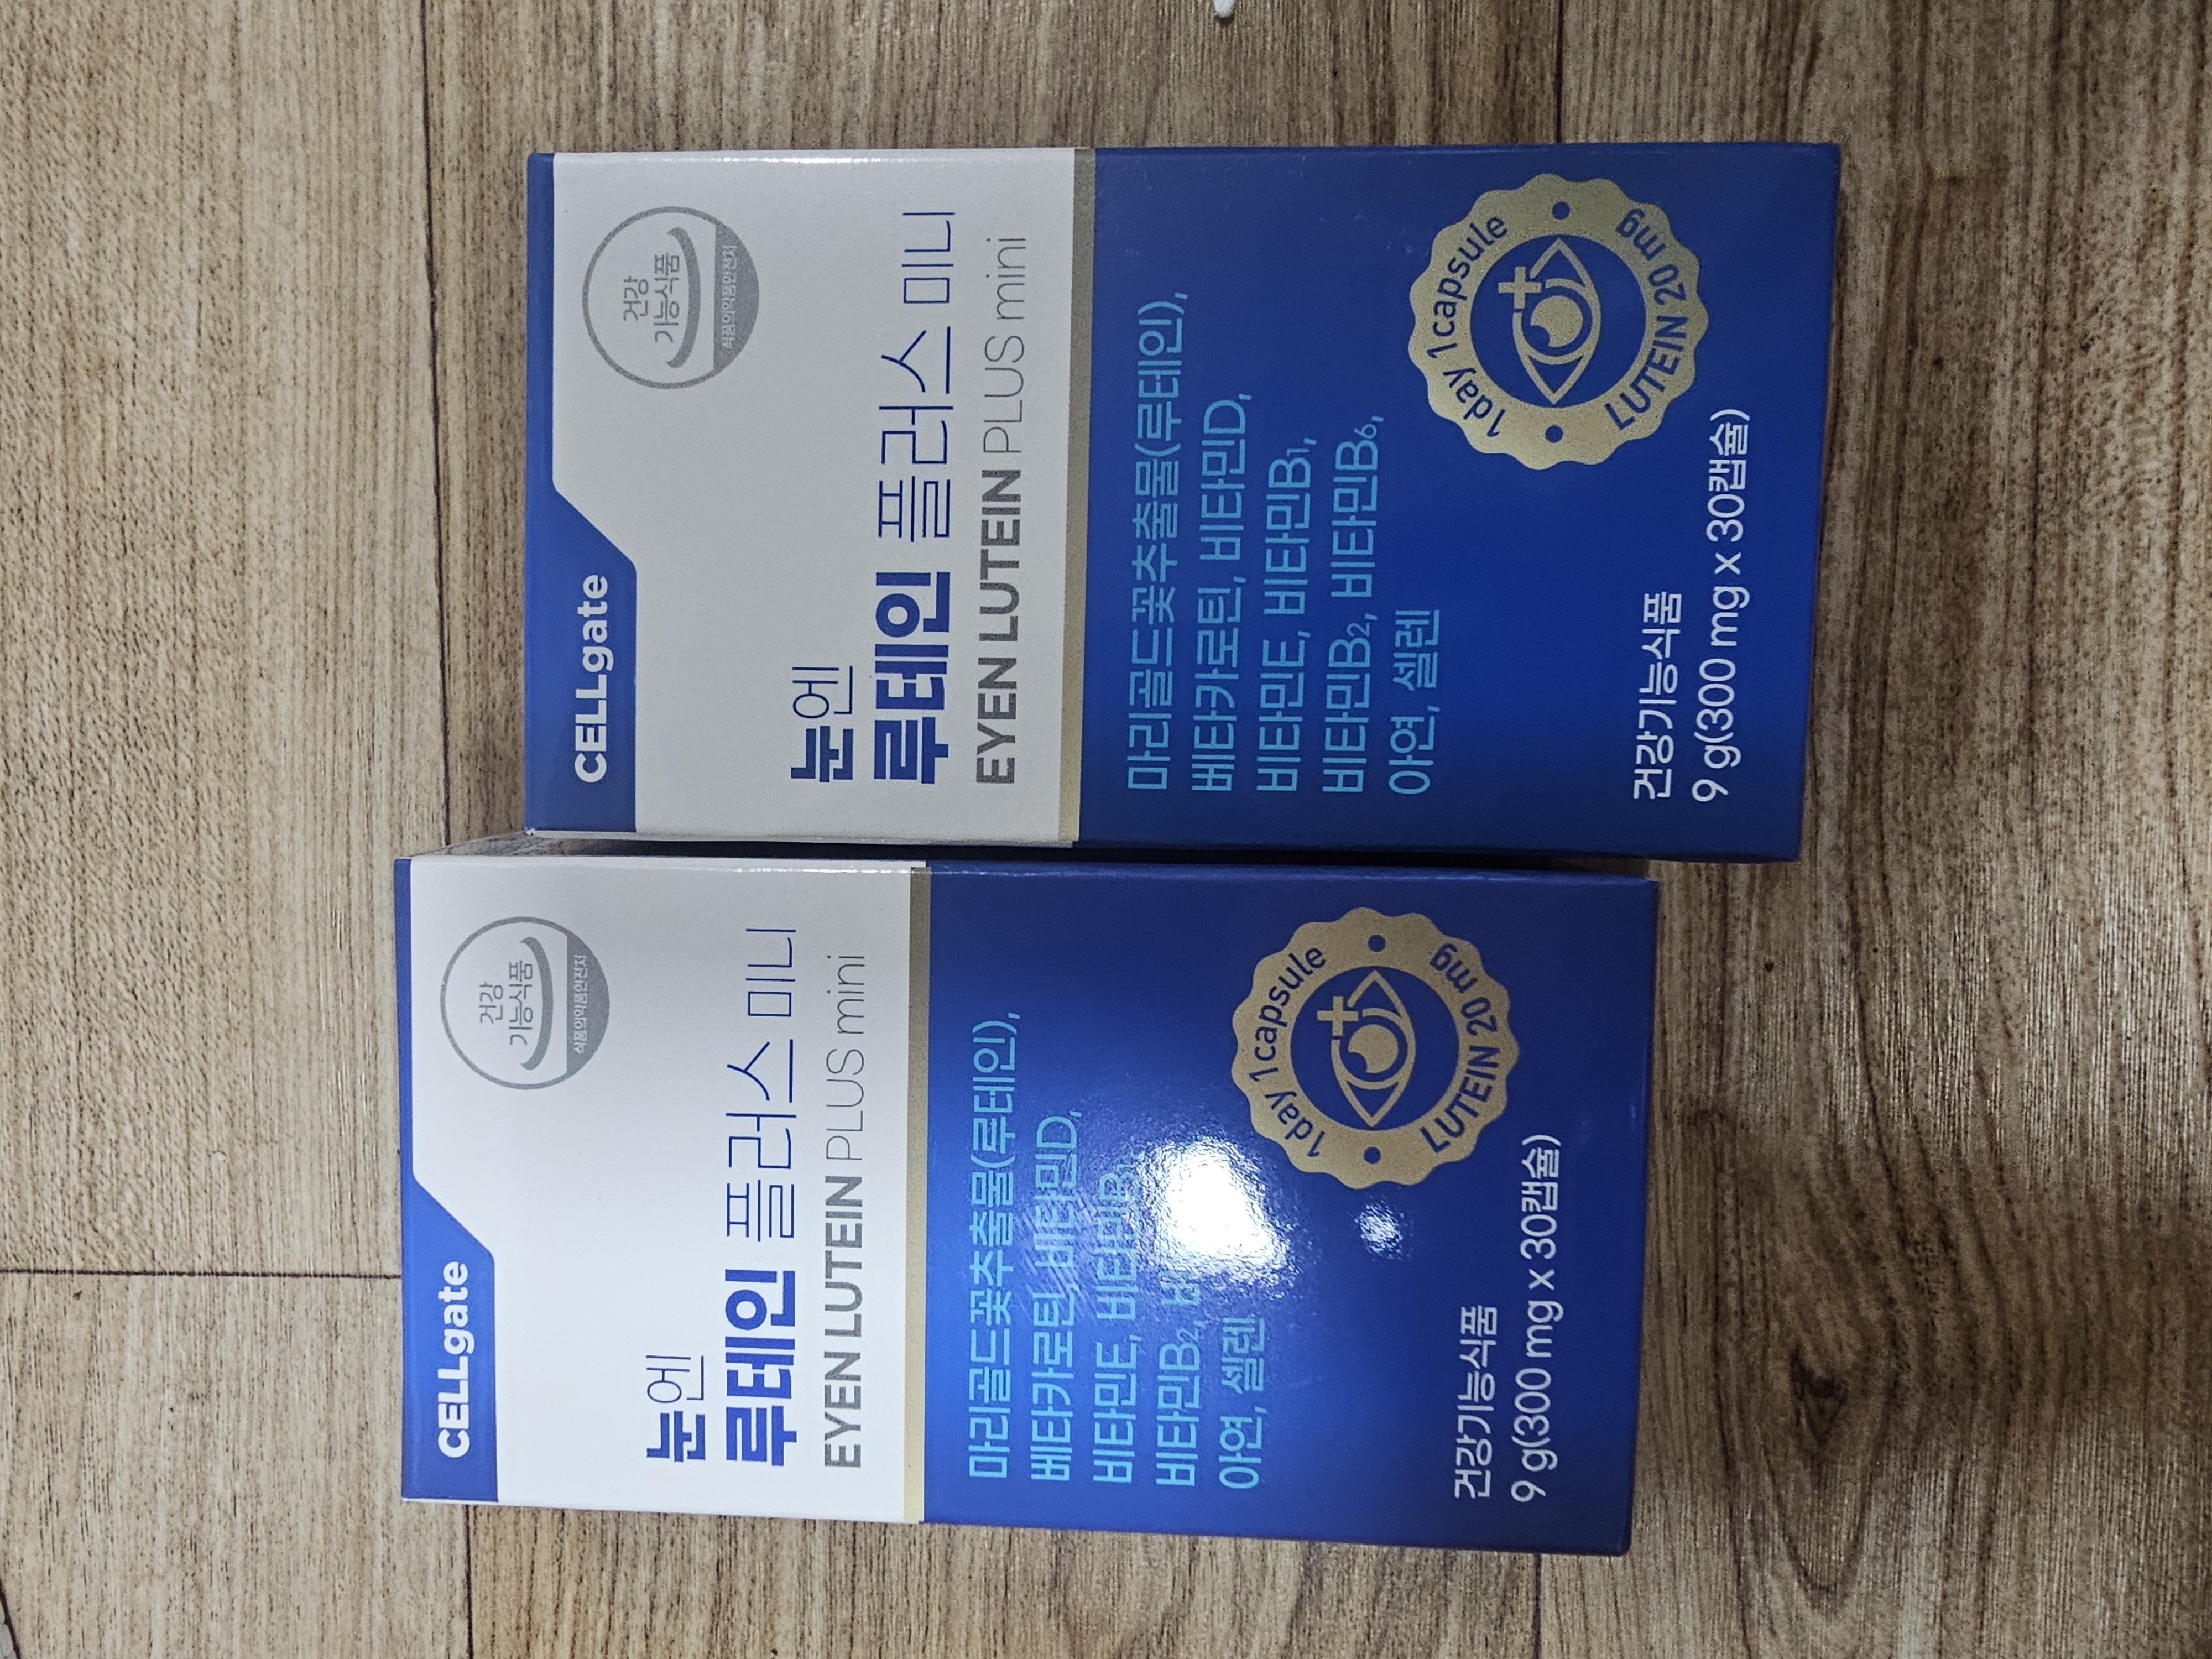 CELLgate
건강
기능식품
식품의약품안전처
눈엔
루테인 플러스 미니
EYEN LUTEIN PLUS mini
마리골드꽃추출물(루테인),
베타카로틴, 비타민D,
비타민E, 비타민B1,
비타민B2,
아연, 셀렌
1day 1capsule
LUTEIN 20 mg
건강기능식품
9 g(300 mg x 30캡슐)
CELLgate
건강
기능식품
식품의약품안전처
눈엔
루테인 플러스 미니
EYEN LUTEIN PLUS mini
마리골드꽃추출물(루테인),
베타카로틴, 비타민D,
비타민E, 비타민B1,
비타민B2, 비타민B6,
아연, 셀렌
1day 1capsule
LUTEIN 20 mg
건강기능식품
9 g(300 mg x 30캡슐)